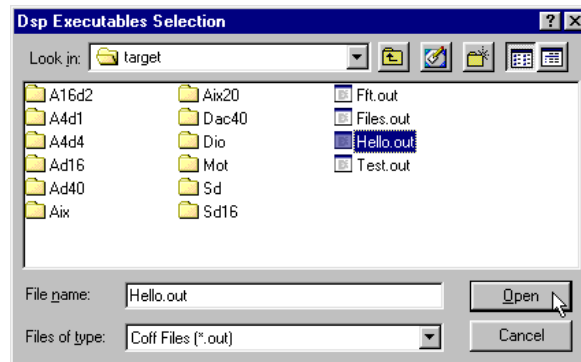 Dsp Executables Selection
Look in: target
A16d2 Aix20 Fft.out
A4d1 Dac40 Files.out
A4d4 Dio Hello.out
Ad16 Mot Test.out
Ad40 Sd
Aix Sd16
File name: Hello.out Open
Files of type: Coff Files (*.out) Cancel